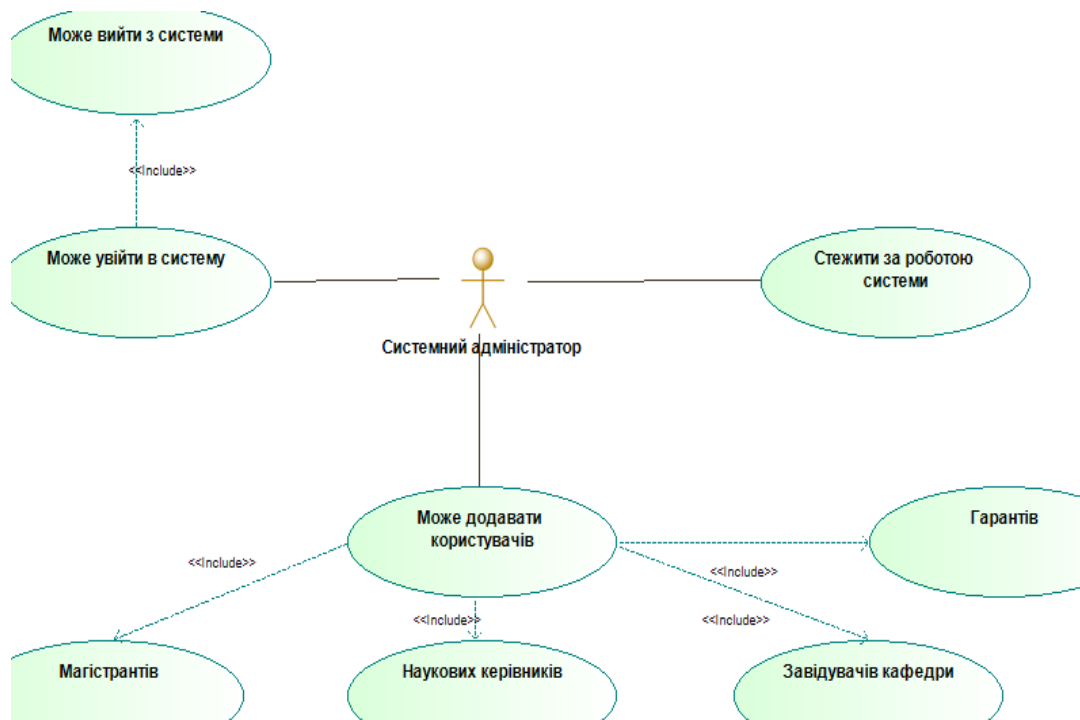 Може вийти з системи
<<Include>>
Може увійти в систему
Стежити за роботою
системи
Системний адміністратор
Може додавати
користувачів
Гарантів
<<Include>>
<<Include>>
<<Include>>
<<Include>>
Магістрантів
Наукових керівників
Завідувачів кафедри